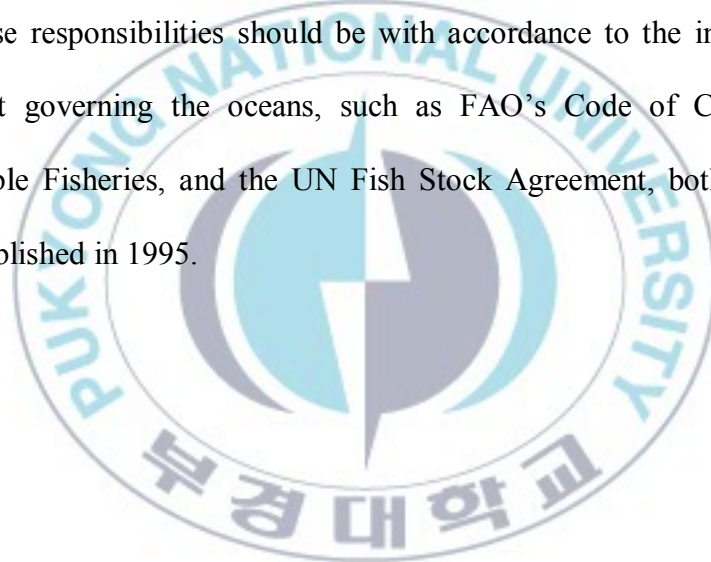 se responsibilities should be with accordance to the in
t governing the oceans, such as FAO’s Code of C
ble Fisheries, and the UN Fish Stock Agreement, both
blished in 1995.
PUKYONG NATIONAL UNIVERSITY
부경대학교